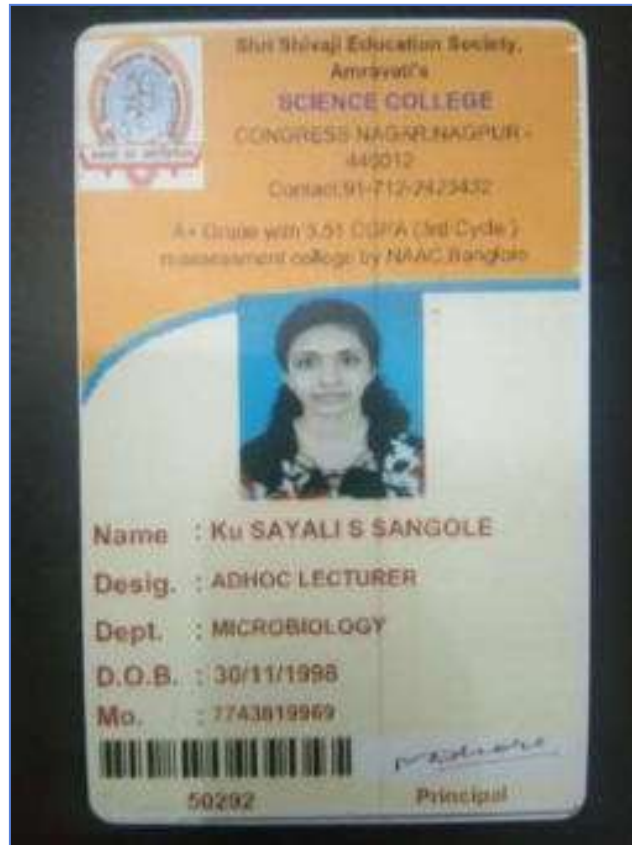 Shri Shivaji Education Society,
Amravati's
SCIENCE COLLEGE
CONGRESS NAGAR,NAGPUR -
440012
Contact.91-712-2423432
A+ Grade with 3.51 CGPA (3rd Cycle )
reassessment college by NAAC,Banglore
Name : Ku SAYALI S SANGOLE
Desig. : ADHOC LECTURER
Dept. : MICROBIOLOGY
D.O.B. : 30/11/1998
Mo. : 7743819969
50292
Principal